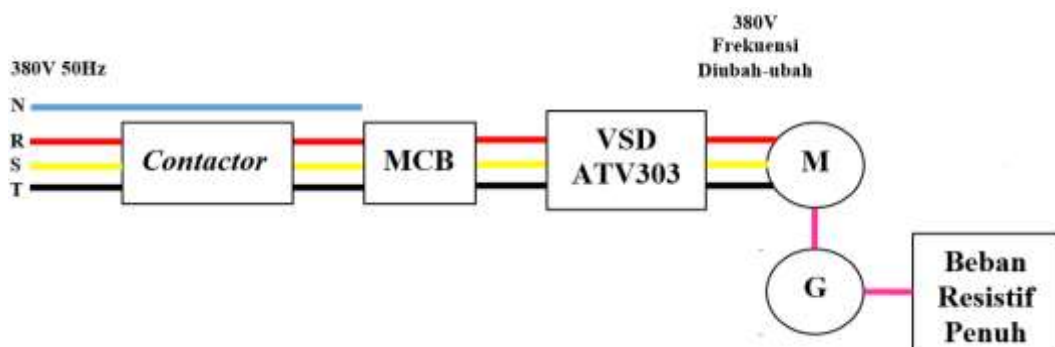 380V
Frekuensi
Diubah-ubah
380V 50Hz
N
R
S
T
Contactor
MCB
VSD
ATV303
M
G
Beban
Resistif
Penuh